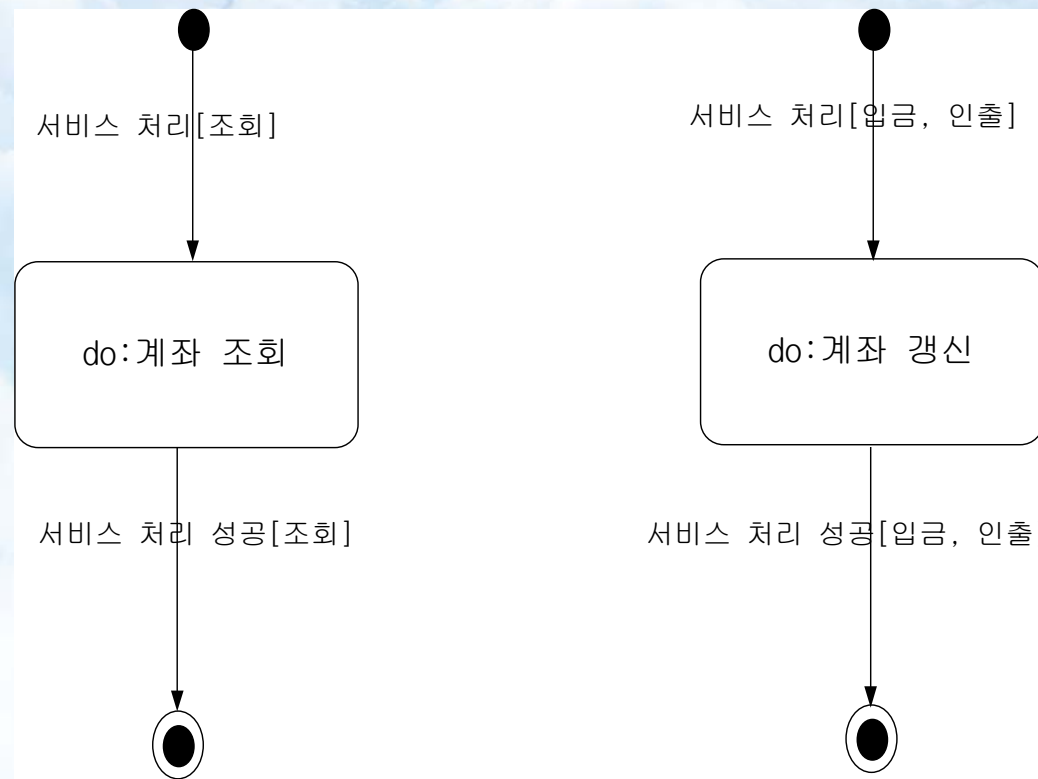 서비스 처리[조회]
서비스 처리[입금, 인출]
do:계좌 조회
do:계좌 갱신
서비스 처리 성공[조회]
서비스 처리 성공[입금, 인출